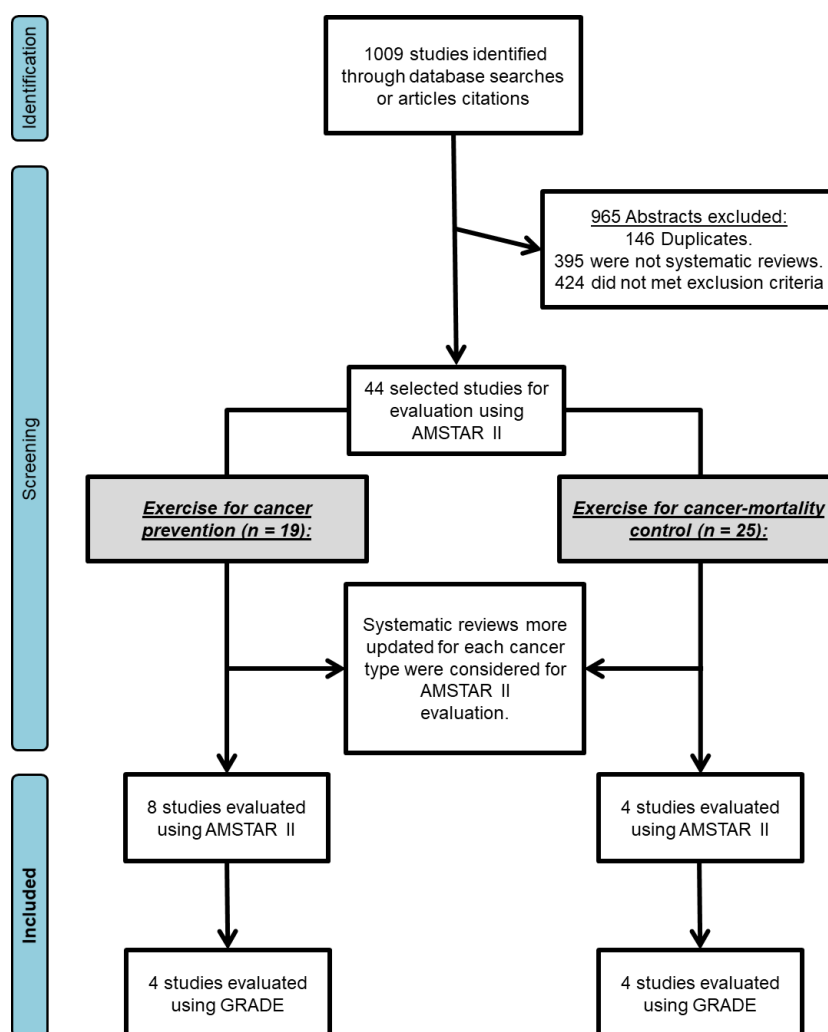 Identification
1009 studies identified
through database searches
or articles citations
Screening
965 Abstracts excluded:
146 Duplicates.
395 were not systematic reviews.
424 did not met exclusion criteria
44 selected studies for
evaluation using
AMSTAR II
Exercise for cancer
prevention (n = 19):
Exercise for cancer-mortality
control (n = 25):
Systematic reviews more
updated for each cancer
type were considered for
AMSTAR II
evaluation.
Included
8 studies evaluated
using AMSTAR II
4 studies evaluated
using AMSTAR II
4 studies evaluated
using GRADE
4 studies evaluated
using GRADE